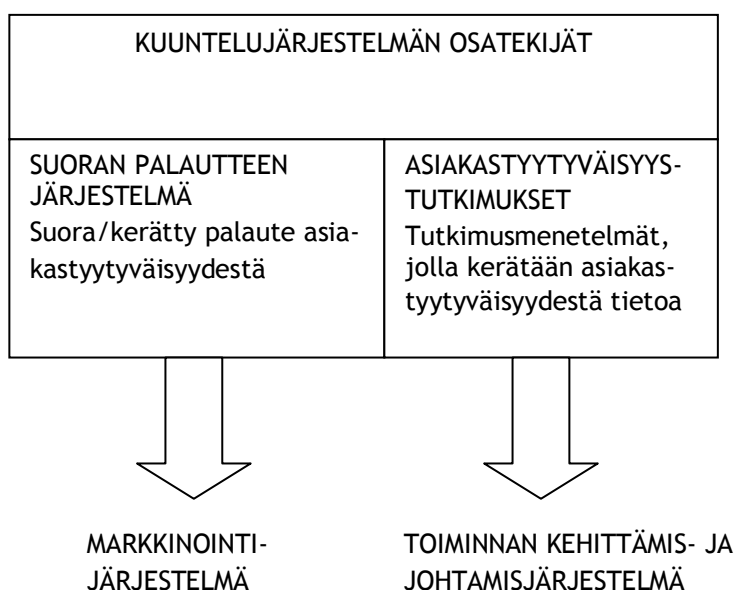 KUUNTELUJÄRJESTELMÄN OSATEKIJÄT
SUORAN PALAUTTEEN
JÄRJESTELMÄ
Suora/kerätty palaute asia-
kastyytyväisyydestä
ASIAKASTYYTYVÄISYYS-
TUTKIMUKSET
Tutkimusmenetelmät,
jolla kerätään asiakas-
tyytyväisyydestä tietoa
MARKKINOINTI-
JÄRJESTELMÄ
TOIMINNAN KEHITTÄMIS- JA
JOHTAMISJÄRJESTELMÄ